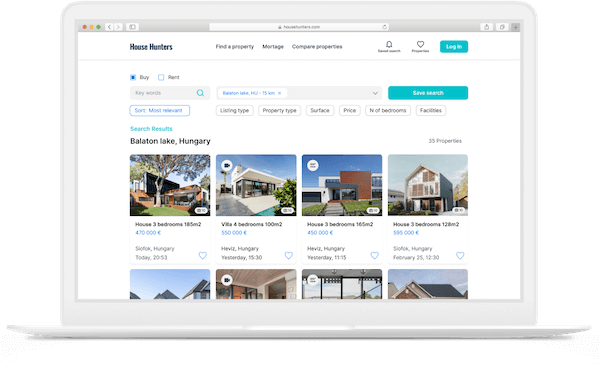 househunters.com
House Hunters
Find a property Mortage Compare properties
Saved search Properties Log In
Buy Rent
Key words Balaton lake, HU - 15 km × Save search
Sort: Most relevant Listing type Property type Surface Price N of bedrooms Facilities
Search Results
Balaton lake, Hungary 35 Properties
House 3 bedrooms 185m2 Villa 4 bedrooms 100m2 House 3 bedrooms 165m2 House 3 bedrooms 128m2
470 000 € 550 000 € 450 000 € 595 000 €
Siofok, Hungary Heviz, Hungary Heviz, Hungary Siofok, Hungary
Today, 20:53 Yesterday, 15:30 Yesterday, 11:15 February 25, 12:30